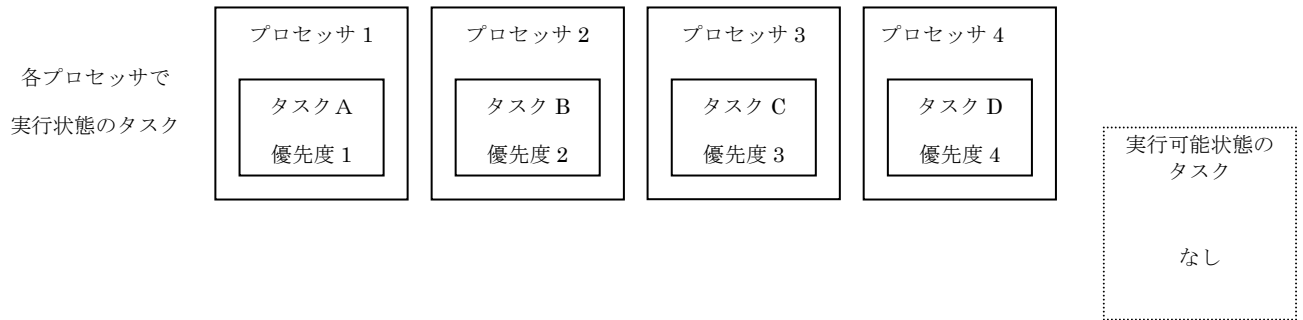 プロセッサ 1
プロセッサ 2
プロセッサ 3
プロセッサ 4
各プロセッサで
実行状態のタスク
タスク A
優先度 1
タスク B
優先度 2
タスク C
優先度 3
タスク D
優先度 4
実行可能状態の
タスク
なし